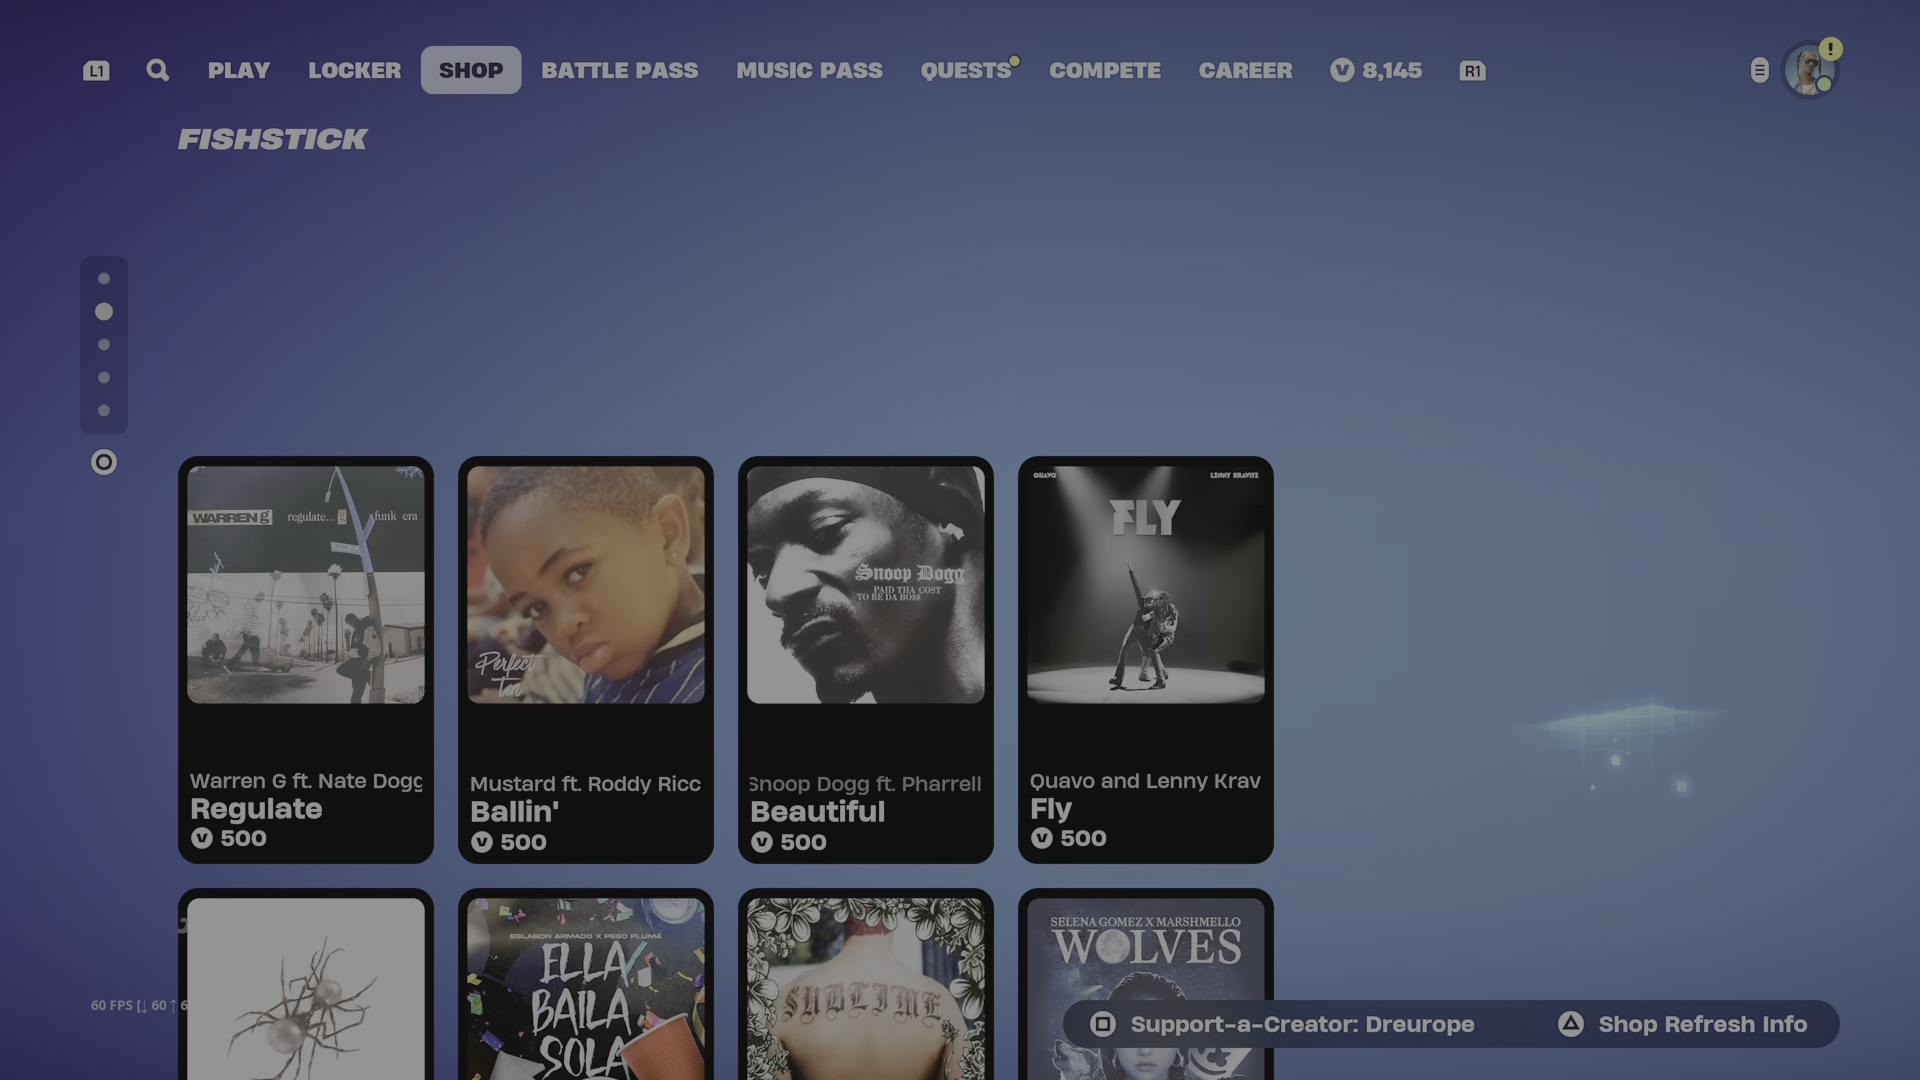 L1
PLAY
LOCKER
SHOP
BATTLE PASS
MUSIC PASS
QUESTS
COMPETE
CAREER
V 8,145
R1
!
FISHSTICK
WARREN g regulate... g funk era
Perfect
ten
Snoop Dogg
PAID THA COST
TO BE DA BO$$
QUAVO
LENNY KRAVITZ
FLY
Warren G ft. Nate Dogg
Regulate
V 500
Mustard ft. Roddy Ricc
Ballin'
V 500
Snoop Dogg ft. Pharrell
Beautiful
V 500
Quavo and Lenny Krav
Fly
V 500
J
ESLABON ARMADO X PESO PLUMA
ELLA
BAILA
SOLA
SUBLIME
SELENA GOMEZ X MARSHMELLO
WOLVES
60 FPS [↓ 60 ↑ 6
Support-a-Creator: Dreurope
Shop Refresh Info